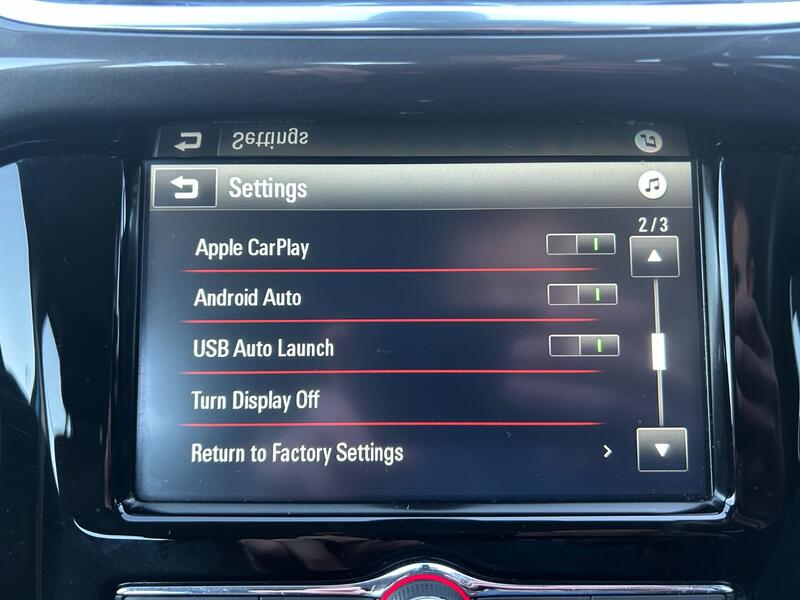 Settings
Settings
2/3
Apple CarPlay
Android Auto
USB Auto Launch
Turn Display Off
Return to Factory Settings